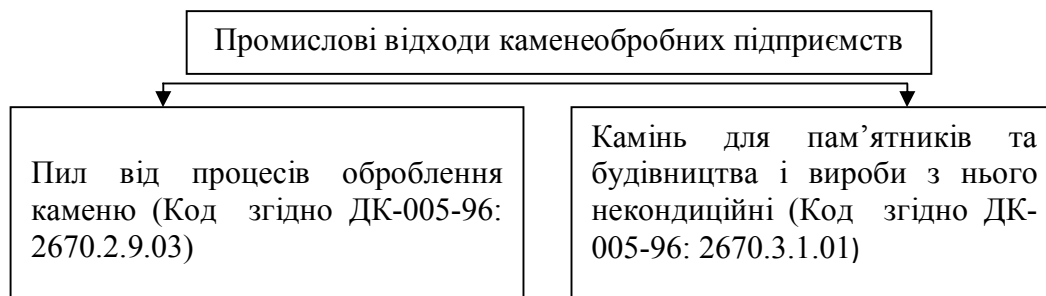 Промислові відходи каменеобробних підприємств
Пил від процесів оброблення
каменю (Код згідно ДК-005-96:
2670.2.9.03)
Камінь для пам’ятників та
будівництва і вироби з нього
некондиційні (Код згідно ДК-
005-96: 2670.3.1.01)